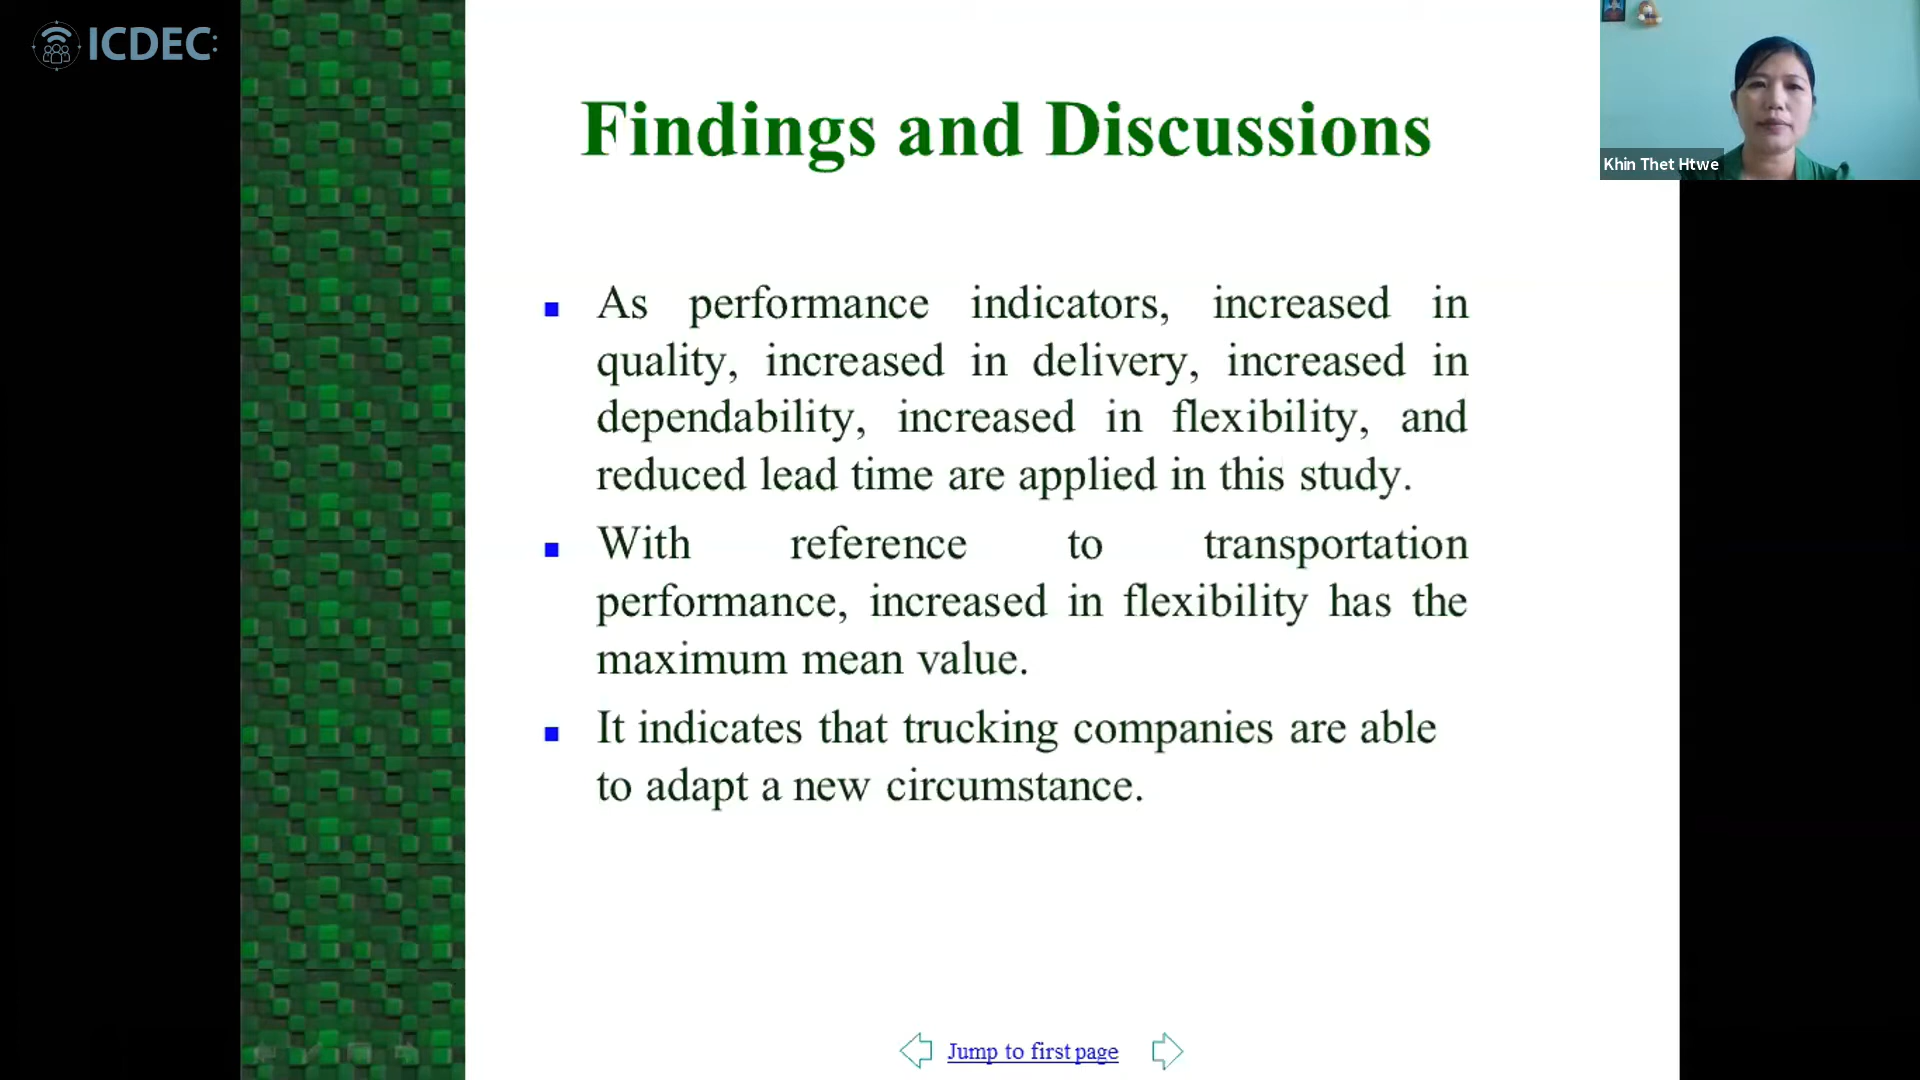 ICDEC:
Findings and Discussions
Khin Thet Htwe
As performance indicators, increased in
quality, increased in delivery, increased in
dependability, increased in flexibility, and
reduced lead time are applied in this study.
With reference to transportation
performance, increased in flexibility has the
maximum mean value.
It indicates that trucking companies are able
to adapt a new circumstance.
Jump to first page